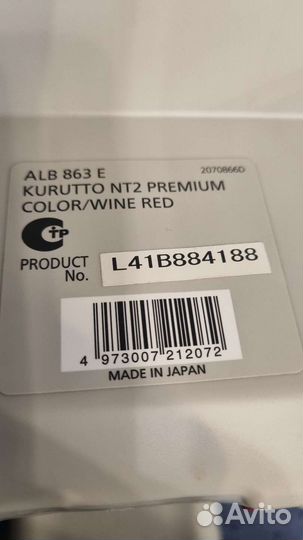 ALB 863 E 2070866D
KURUTTO NT2 PREMIUM
COLOR/WINE RED
PRODUCT No. L41B884188
4 973007 212072
MADE IN JAPAN
Avito